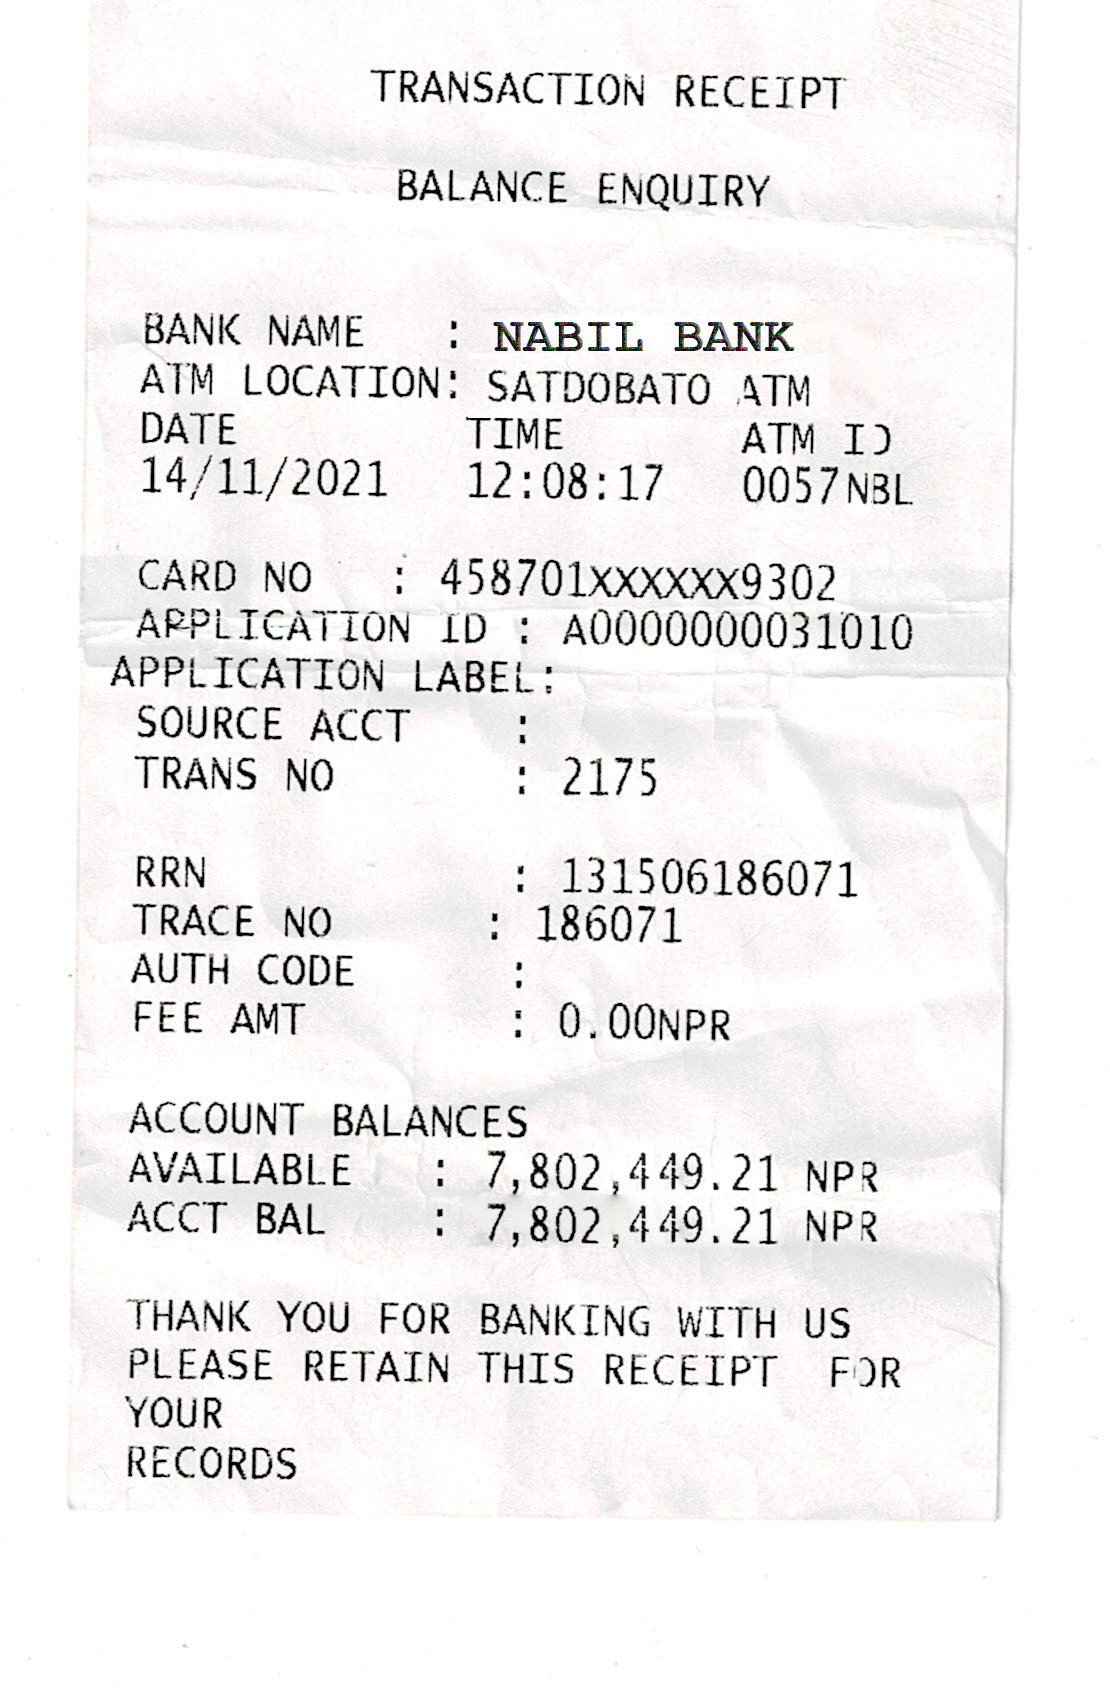 TRANSACTION RECEIPT
BALANCE ENQUIRY
BANK NAME : NABIL BANK
ATM LOCATION: SATDOBATO ATM
DATE TIME ATM ID
14/11/2021 12:08:17 0057NBL
CARD NO : 458701XXXXXX9302
APPLICATION ID : A0000000031010
APPLICATION LABEL:
SOURCE ACCT :
TRANS NO : 2175
RRN : 131506186071
TRACE NO : 186071
AUTH CODE :
FEE AMT : 0.00NPR
ACCOUNT BALANCES
AVAILABLE : 7,802,449.21 NPR
ACCT BAL : 7,802,449.21 NPR
THANK YOU FOR BANKING WITH US
PLEASE RETAIN THIS RECEIPT FOR
YOUR
RECORDS